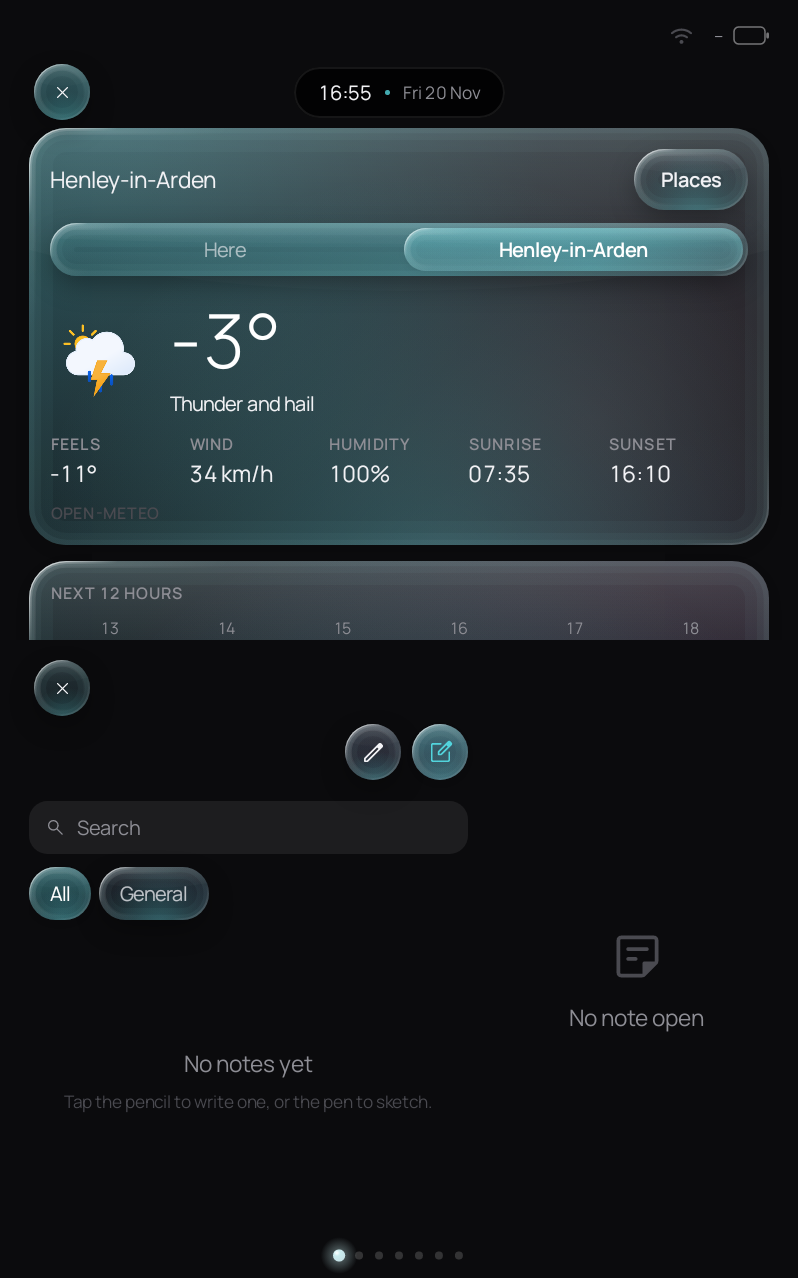 –
16:55 • Fri 20 Nov
Henley-in-Arden
Places
Here
Henley-in-Arden
-3°
Thunder and hail
FEELS WIND HUMIDITY SUNRISE SUNSET
-11° 34 km/h 100% 07:35 16:10
OPEN-METEO
NEXT 12 HOURS
13 14 15 16 17 18
Search
All General
No note open
No notes yet
Tap the pencil to write one, or the pen to sketch.